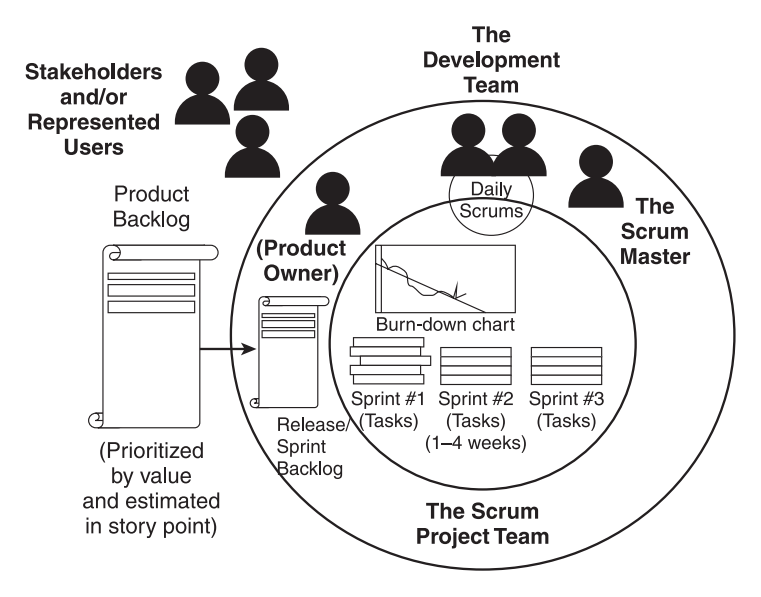 Stakeholders
and/or
Represented
Users
The
Development
Team
Daily
Scrums
The
Scrum
Master
Product
Backlog
(Product
Owner)
Burn-down chart
Sprint #1
(Tasks)
Sprint #2
(Tasks)
(1–4 weeks)
Sprint #3
(Tasks)
Release/
Sprint
Backlog
(Prioritized
by value
and estimated
in story point)
The Scrum
Project Team